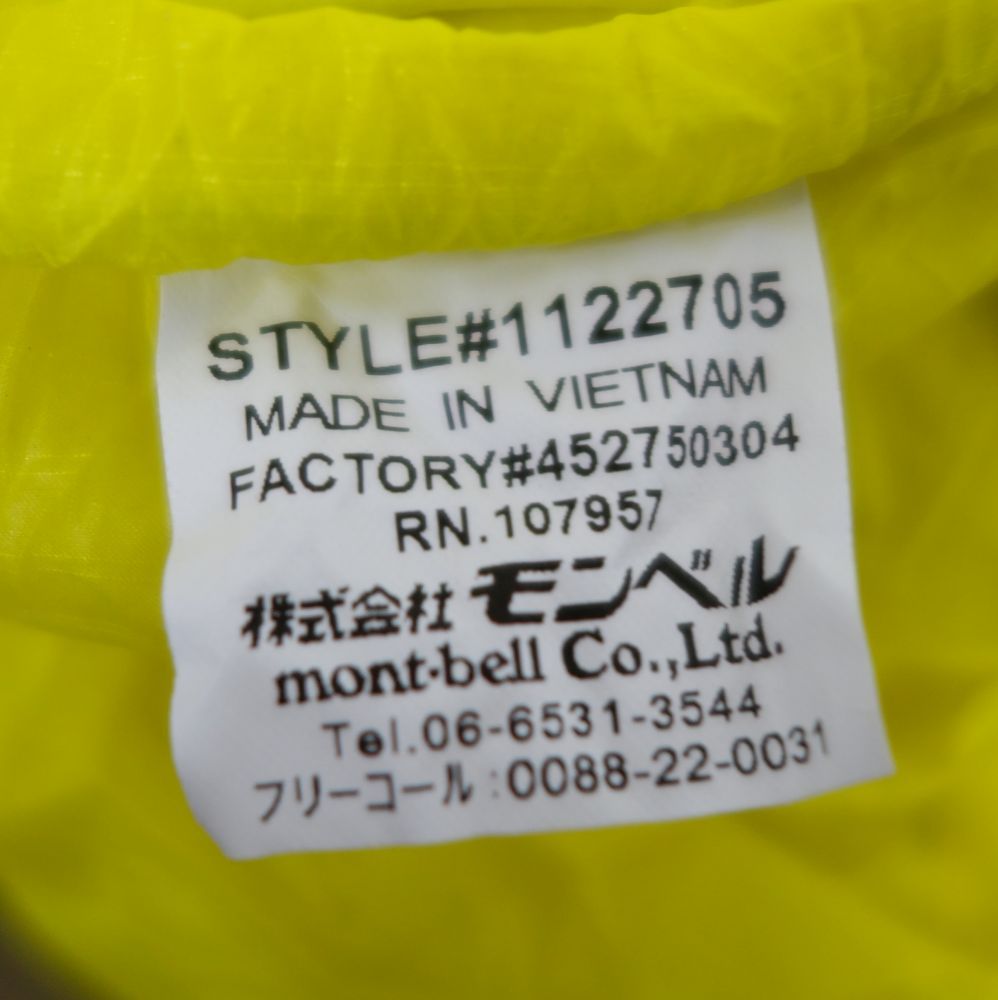 STYLE#1122705
MADE IN VIETNAM
FACTORY#452750304
RN.107957
株式会社 モンベル
mont-bell Co.,Ltd.
Tel.06-6531-3544
フリーコール:0088-22-0031